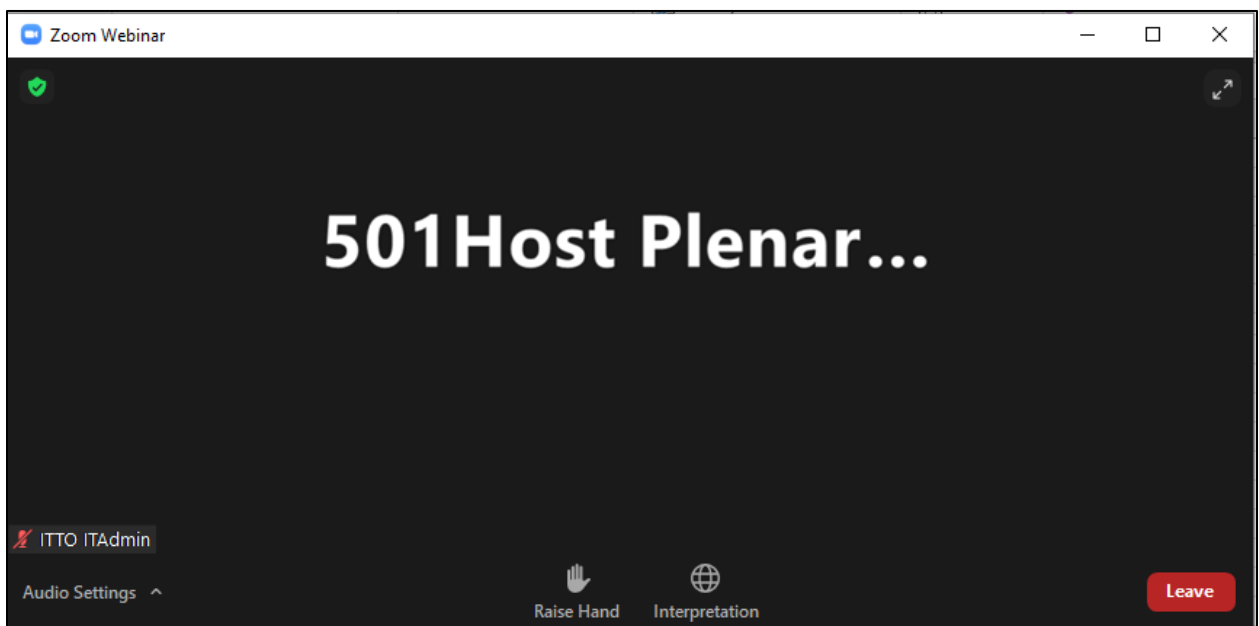 Zoom Webinar
501Host Plenar...
ITTO ITAdmin
Audio Settings
Raise Hand
Interpretation
Leave